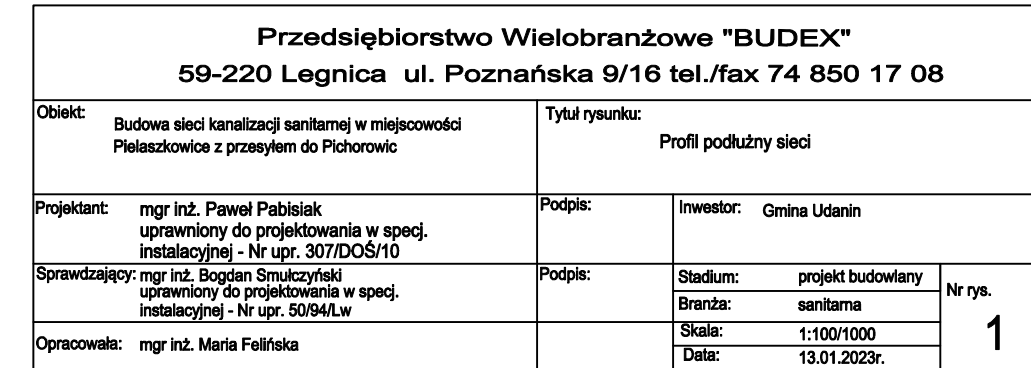 Przedsiębiorstwo Wielobranżowe "BUDEX"
59-220 Legnica ul. Poznańska 9/16 tel./fax 74 850 17 08
Obiekt:
Budowa sieci kanalizacji sanitarnej w miejscowości
Pielaszkowice z przesyłem do Pichorowic
Tytuł rysunku:
Profil podłużny sieci
Projektant: mgr inż. Paweł Pabisiak
uprawniony do projektowania w specj.
instalacyjnej - Nr upr. 307/DOŚ/10
Podpis:
Inwestor: Gmina Udanin
Sprawdzający: mgr inż. Bogdan Smułczyński
uprawniony do projektowania w specj.
instalacyjnej - Nr upr. 50/94/Lw
Podpis:
Stadium: projekt budowlany
Branża: sanitarna
Skala: 1:100/1000
Data: 13.01.2023r.
Nr rys.
1
Opracowała: mgr inż. Maria Felińska